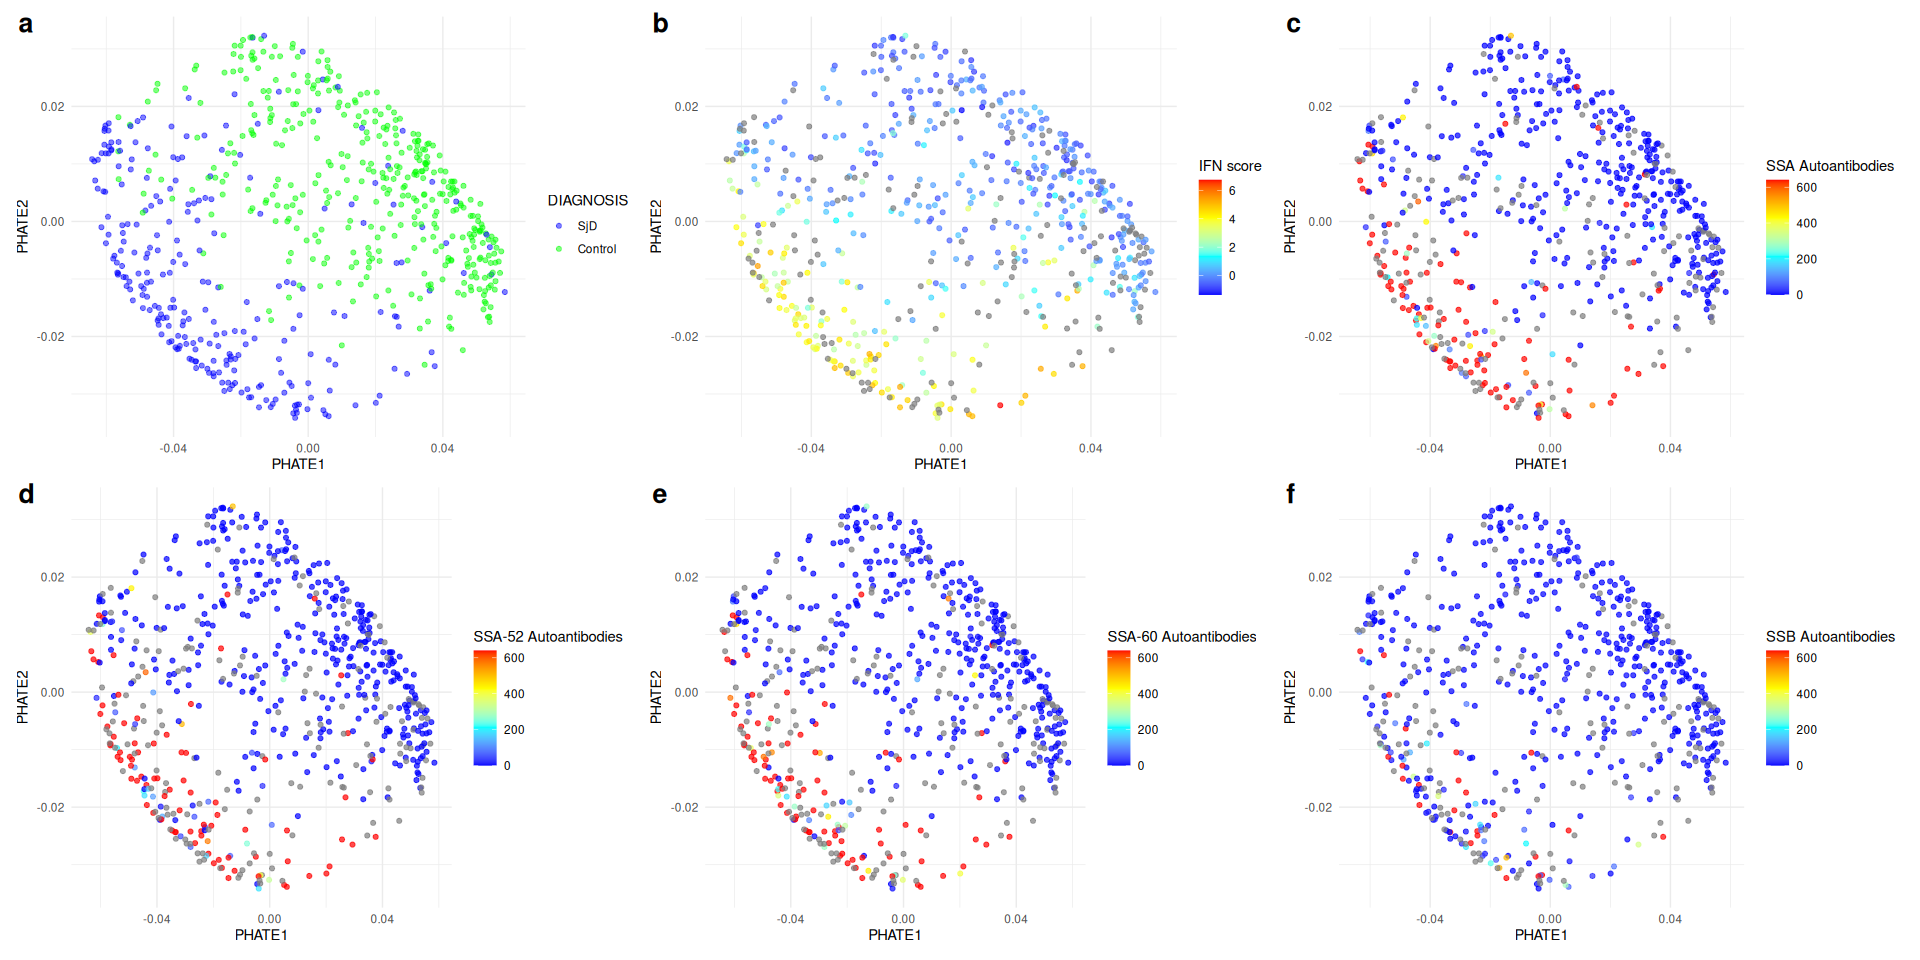 a
0.02
0.00
-0.02
PHATE2
-0.04
0.00
0.04
PHATE1
DIAGNOSIS
SjD
Control
b
0.02
0.00
-0.02
PHATE2
-0.04
0.00
0.04
PHATE1
IFN score
6
4
2
0
c
0.02
0.00
-0.02
PHATE2
-0.04
0.00
0.04
PHATE1
SSA Autoantibodies
600
400
200
0
d
0.02
0.00
-0.02
PHATE2
-0.04
0.00
0.04
PHATE1
SSA-52 Autoantibodies
600
400
200
0
e
0.02
0.00
-0.02
PHATE2
-0.04
0.00
0.04
PHATE1
SSA-60 Autoantibodies
600
400
200
0
f
0.02
0.00
-0.02
PHATE2
-0.04
0.00
0.04
PHATE1
SSB Autoantibodies
600
400
200
0